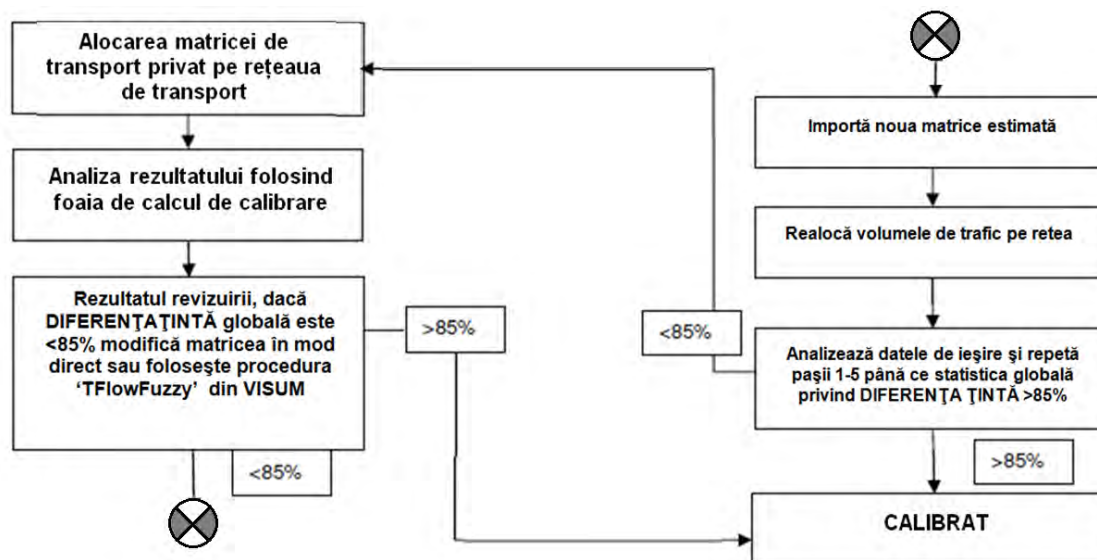 Alocarea matricei de
transport privat pe rețeaua
de transport
Analiza rezultatului folosind
foaia de calcul de calibrare
Rezultatul revizuirii, dacă
DIFERENŢAŢINTĂ globală este
<85% modifică matricea în mod
direct sau foloseşte procedura
‘TFlowFuzzy’ din VISUM
<85%
>85%
Importă noua matrice estimată
Realocă volumele de trafic pe retea
Analizează datele de ieşire şi repetă
paşii 1-5 până ce statistica globală
privind DIFERENŢA ŢINTĂ >85%
<85%
>85%
CALIBRAT